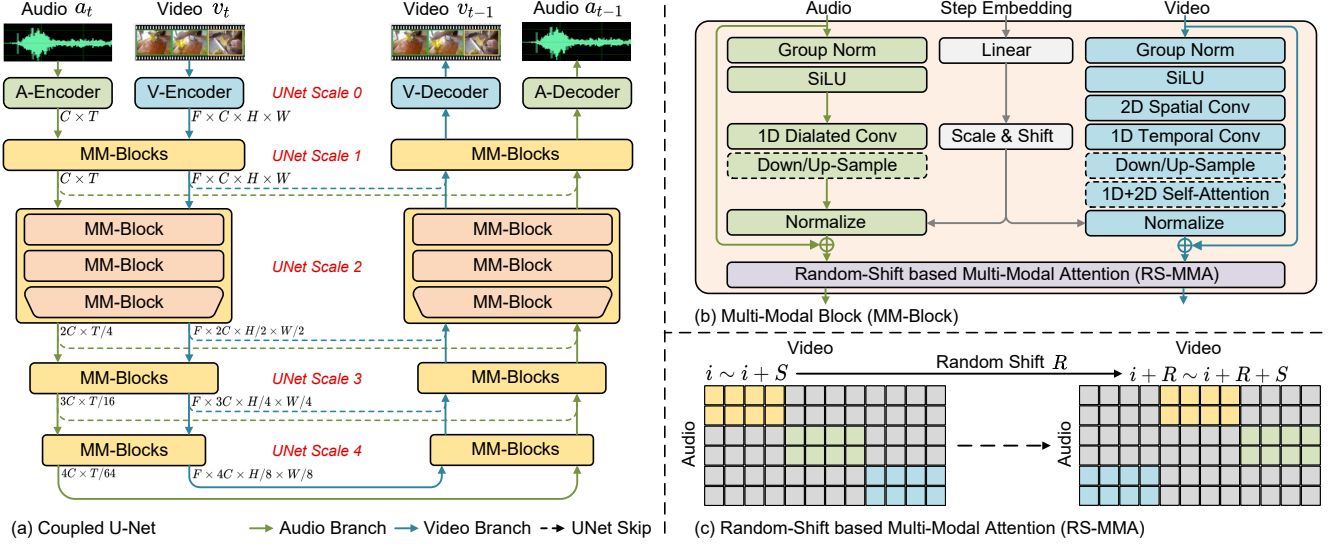 Audio a_t
Video v_t
Video v_{t−1}
Audio a_{t−1}
A-Encoder
V-Encoder
UNet Scale 0
V-Decoder
A-Decoder
C × T
F × C × H × W
MM-Blocks
UNet Scale 1
MM-Blocks
C × T
F × C × H × W
MM-Block
MM-Block
MM-Block
UNet Scale 2
MM-Block
MM-Block
MM-Block
2C × T/4
F × 2C × H/2 × W/2
MM-Blocks
UNet Scale 3
MM-Blocks
3C × T/16
F × 3C × H/4 × W/4
MM-Blocks
UNet Scale 4
MM-Blocks
4C × T/64
F × 4C × H/8 × W/8
(a) Coupled U-Net
Audio Branch
Video Branch
UNet Skip
Audio
Step Embedding
Video
Group Norm
Linear
Group Norm
SiLU
SiLU
2D Spatial Conv
1D Dialated Conv
Scale & Shift
1D Temporal Conv
Down/Up-Sample
Down/Up-Sample
1D+2D Self-Attention
Normalize
Normalize
Random-Shift based Multi-Modal Attention (RS-MMA)
(b) Multi-Modal Block (MM-Block)
Video
Video
i ∼ i + S
Random Shift R
i + R ∼ i + R + S
Audio
Audio
(c) Random-Shift based Multi-Modal Attention (RS-MMA)